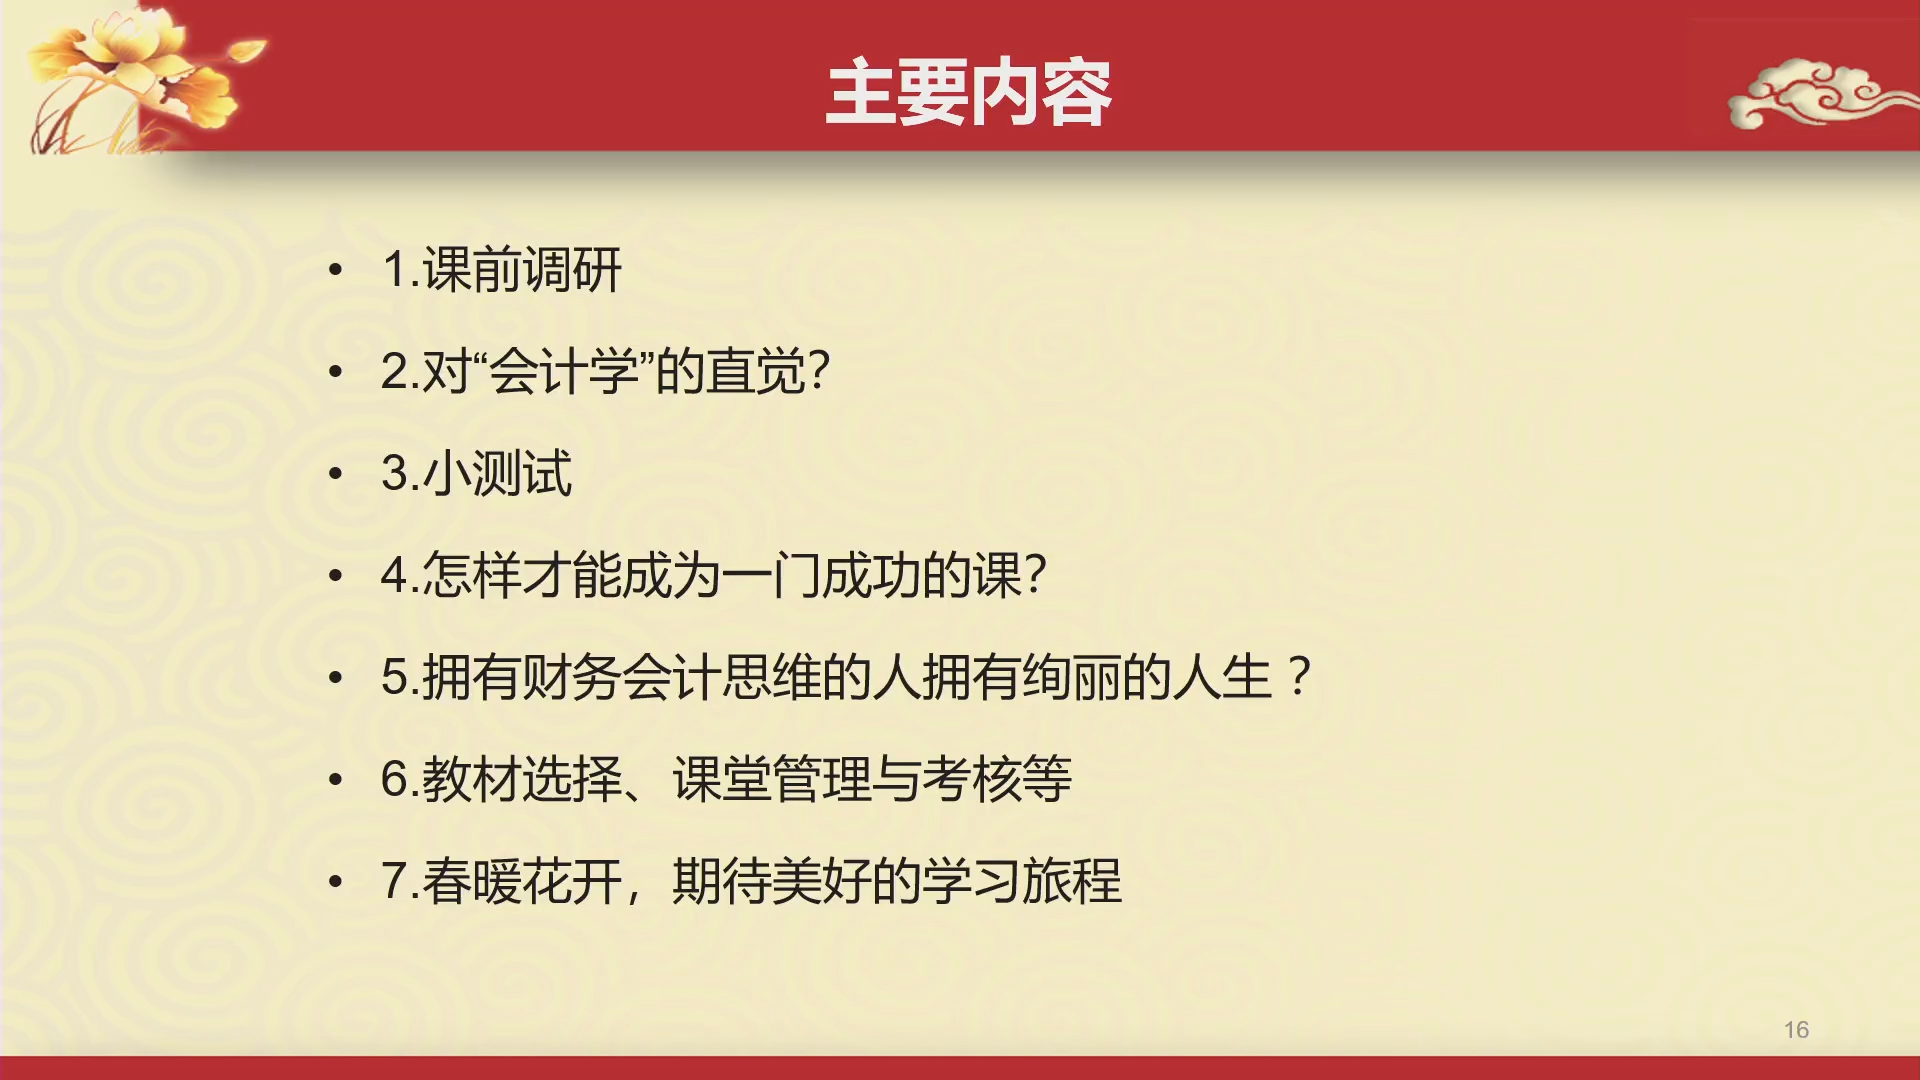 主要内容
• 1.课前调研
• 2.对“会计学”的直觉?
• 3.小测试
• 4.怎样才能成为一门成功的课?
• 5.拥有财务会计思维的人拥有绚丽的人生？
• 6.教材选择、课堂管理与考核等
• 7.春暖花开，期待美好的学习旅程
16